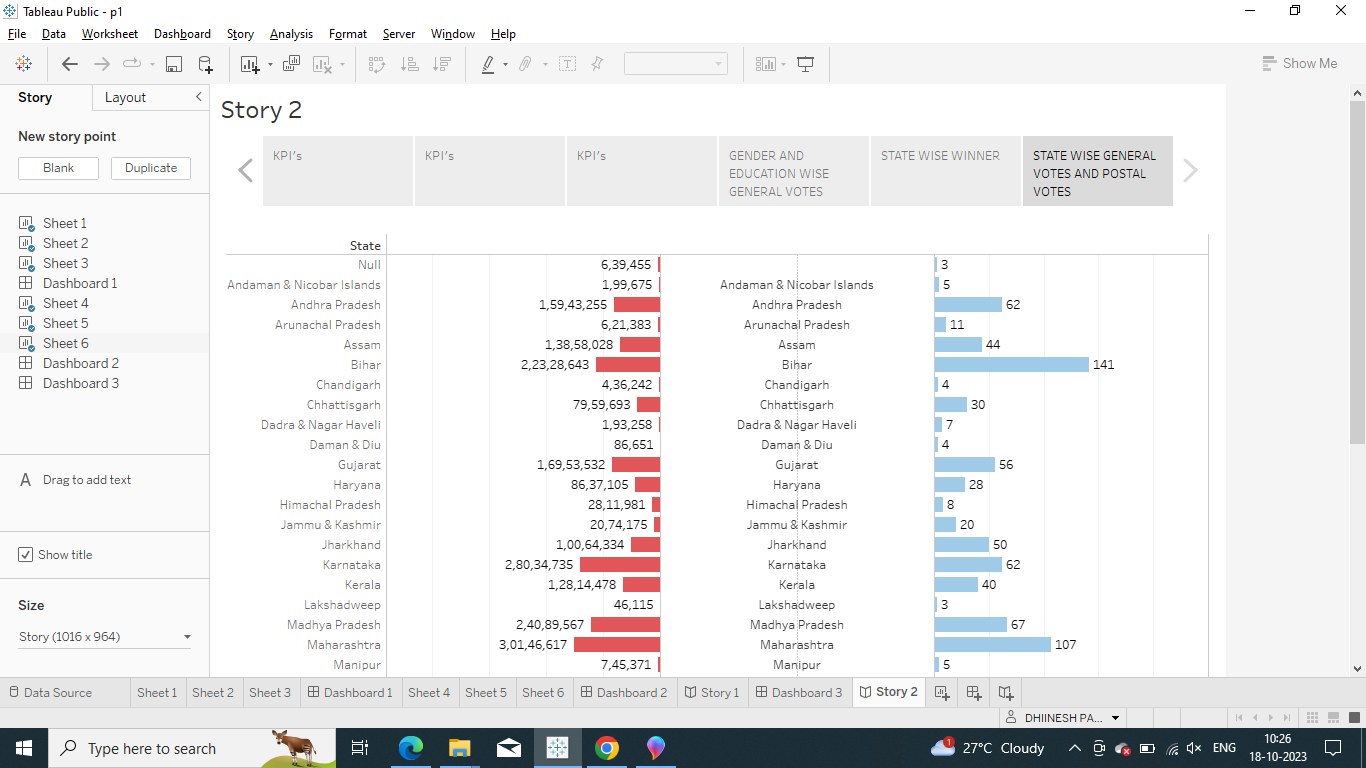 Tableau Public - p1
File Data Worksheet Dashboard Story Analysis Format Server Window Help
Show Me
Story Layout
New story point
Blank Duplicate
Sheet 1
Sheet 2
Sheet 3
Dashboard 1
Sheet 4
Sheet 5
Sheet 6
Dashboard 2
Dashboard 3
A Drag to add text
Show title
Size
Story (1016 x 964)
Story 2
KPI's
KPI's
KPI's
GENDER AND
EDUCATION WISE
GENERAL VOTES
STATE WISE WINNER
STATE WISE GENERAL
VOTES AND POSTAL
VOTES
State
Null 6,39,455 3
Andaman & Nicobar Islands 1,99,675 Andaman & Nicobar Islands 5
Andhra Pradesh 1,59,43,255 Andhra Pradesh 62
Arunachal Pradesh 6,21,383 Arunachal Pradesh 11
Assam 1,38,58,028 Assam 44
Bihar 2,23,28,643 Bihar 141
Chandigarh 4,36,242 Chandigarh 4
Chhattisgarh 79,59,693 Chhattisgarh 30
Dadra & Nagar Haveli 1,93,258 Dadra & Nagar Haveli 7
Daman & Diu 86,651 Daman & Diu 4
Gujarat 1,69,53,532 Gujarat 56
Haryana 86,37,105 Haryana 28
Himachal Pradesh 28,11,981 Himachal Pradesh 8
Jammu & Kashmir 20,74,175 Jammu & Kashmir 20
Jharkhand 1,00,64,334 Jharkhand 50
Karnataka 2,80,34,735 Karnataka 62
Kerala 1,28,14,478 Kerala 40
Lakshadweep 46,115 Lakshadweep 3
Madhya Pradesh 2,40,89,567 Madhya Pradesh 67
Maharashtra 3,01,46,617 Maharashtra 107
Manipur 7,45,371 Manipur 5
Data Source Sheet 1 Sheet 2 Sheet 3 Dashboard 1 Sheet 4 Sheet 5 Sheet 6 Dashboard 2 Story 1 Dashboard 3 Story 2
DHINESH PA...
Type here to search 27°C Cloudy ENG 10:26
18-10-2023